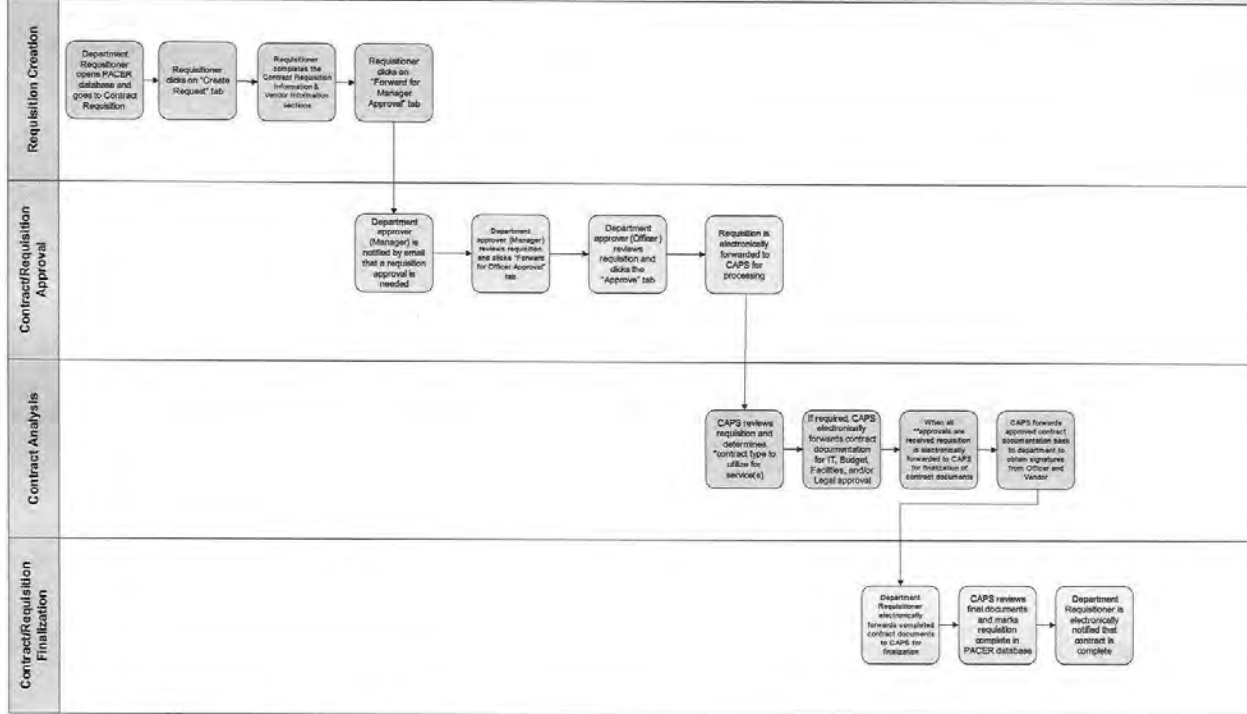 Requisition Creation
Department
Requisitioner
opens PACER
database and
goes to Contract
Requisition
Requisitioner
clicks on "Create
Request" tab
Requisitioner
completes the
Contract Requisition
Information &
Vendor Information
sections
Requisitioner
clicks on
"Forward for
Manager
Approval" tab
Contract/Requisition
Approval
Department
approver
(Manager) is
notified by email
that a requisition
approval is
needed
Department
approver (Manager)
reviews requisition
and clicks "Forward
for Officer Approval"
tab
Department
approver (Officer)
reviews
requisition and
clicks the
"Approve" tab
Requisition is
electronically
forwarded to
CAPS for
processing
Contract Analysis
CAPS reviews
requisition and
determines
*contract type to
utilize for
service(s)
If required, CAPS
electronically
forwards contract
documentation
for IT, Budget,
Facilities, and/or
Legal approval
When all
**approvals are
received requisition
is electronically
forwarded to CAPS
for finalization of
contract documents
CAPS forwards
approved contract
documentation back
to department to
obtain signatures
from Officer and
Vendor
Contract/Requisition
Finalization
Department
Requisitioner
electronically
forwards completed
contract documents
to CAPS for
finalization
CAPS reviews
final documents
and marks
requisition
complete in
PACER database
Department
Requisitioner is
electronically
notified that
contract is
complete